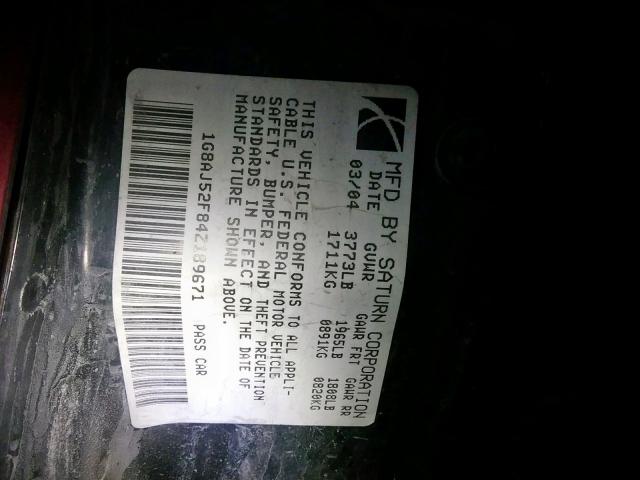 MFD BY SATURN CORPORATION
DATE GVWR GAWR FRT GAWR RR
03/04 3773LB 1965LB 1808LB
1711KG 0891KG 0820KG
THIS VEHICLE CONFORMS TO ALL APPLI-
CABLE U.S. FEDERAL MOTOR VEHICLE
SAFETY, BUMPER, AND THEFT PREVENTION
STANDARDS IN EFFECT ON THE DATE OF
MANUFACTURE SHOWN ABOVE.
1G8AJ52F84Z189671 PASS CAR